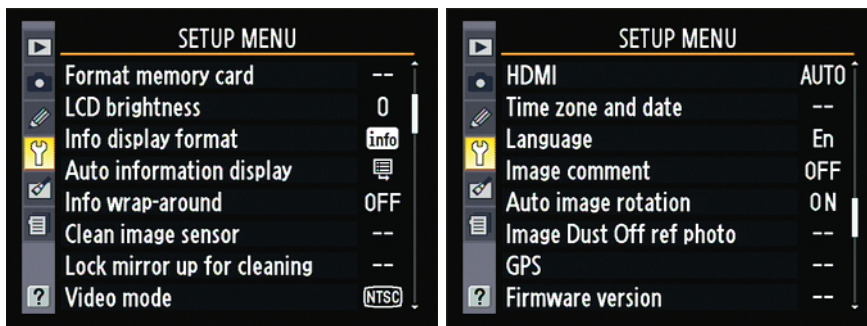 SETUP MENU
Format memory card --
LCD brightness 0
Info display format info
Auto information display
Info wrap-around OFF
Clean image sensor --
Lock mirror up for cleaning --
? Video mode NTSC
SETUP MENU
HDMI AUTO
Time zone and date --
Language En
Image comment OFF
Auto image rotation ON
Image Dust Off ref photo --
GPS --
? Firmware version --